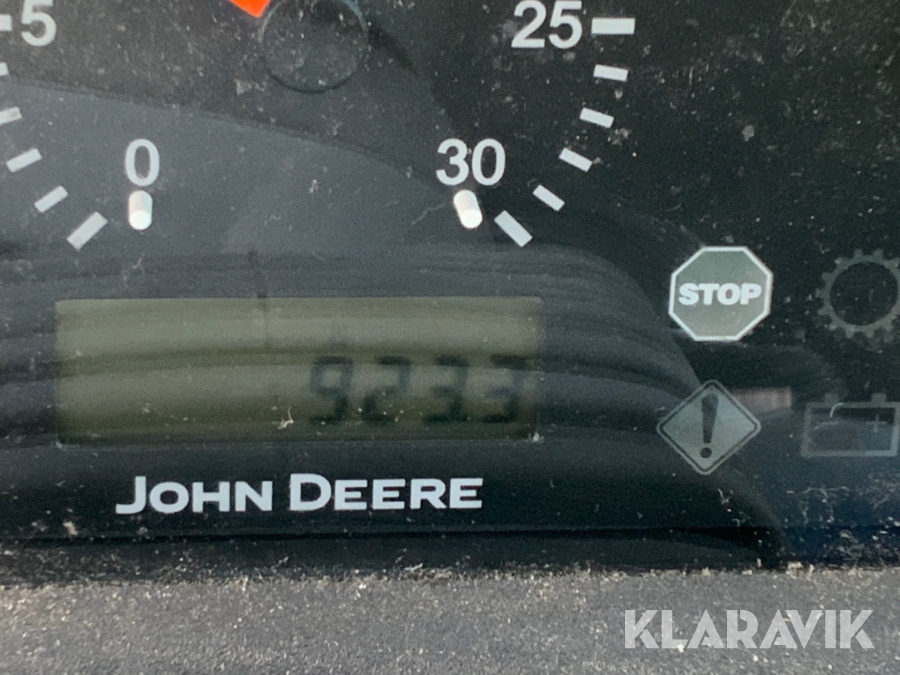 5
25
0
30
STOP
9233
JOHN DEERE
KLARAVIK